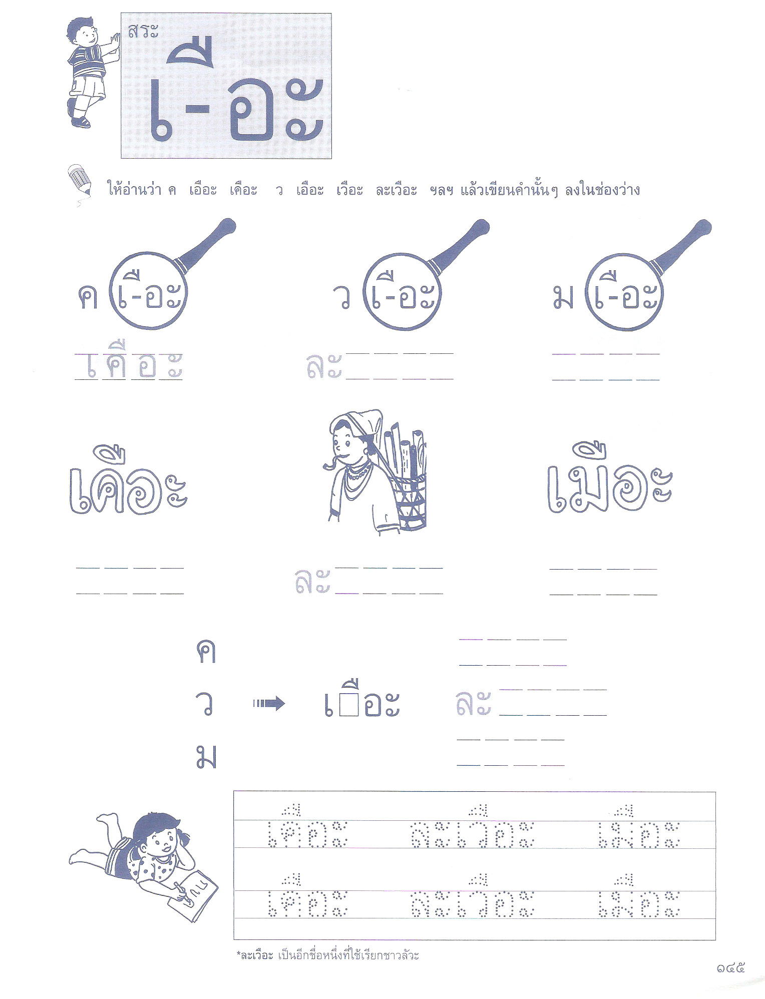 สระ
เ-ือะ
ให้อ่านว่า ค เอือะ เคือะ ว เอือะ เวือะ ละเวือะ ฯลฯ แล้วเขียนคำนั้นๆ ลงในช่องว่าง
ค เ-ือะ ว เ-ือะ ม เ-ือะ
เคือะ ละ
เคือะ เมือะ
ละ
ค
ว เ□ือะ ละ
ม
เคือะ ละเวือะ เมือะ
เคือะ ละเวือะ เมือะ
*ละเวือะ เป็นอีกชื่อหนึ่งที่ใช้เรียกชาวลัวะ
๑๔๕